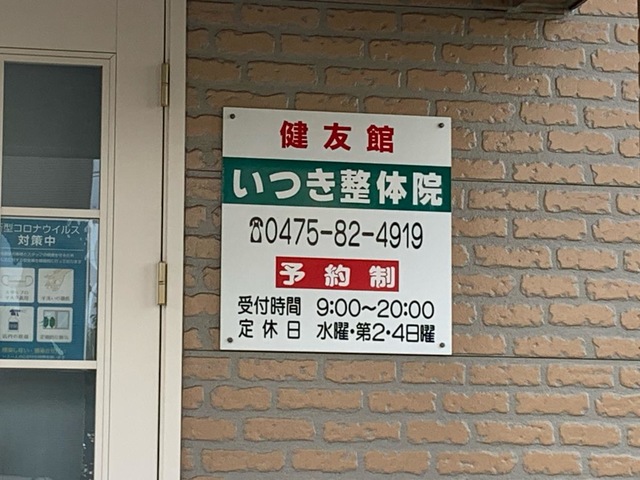 健友館
いつき整体院
☎0475-82-4919
予約制
受付時間 9:00～20:00
定休日 水曜・第2・4日曜
型コロナウイルス
対策中